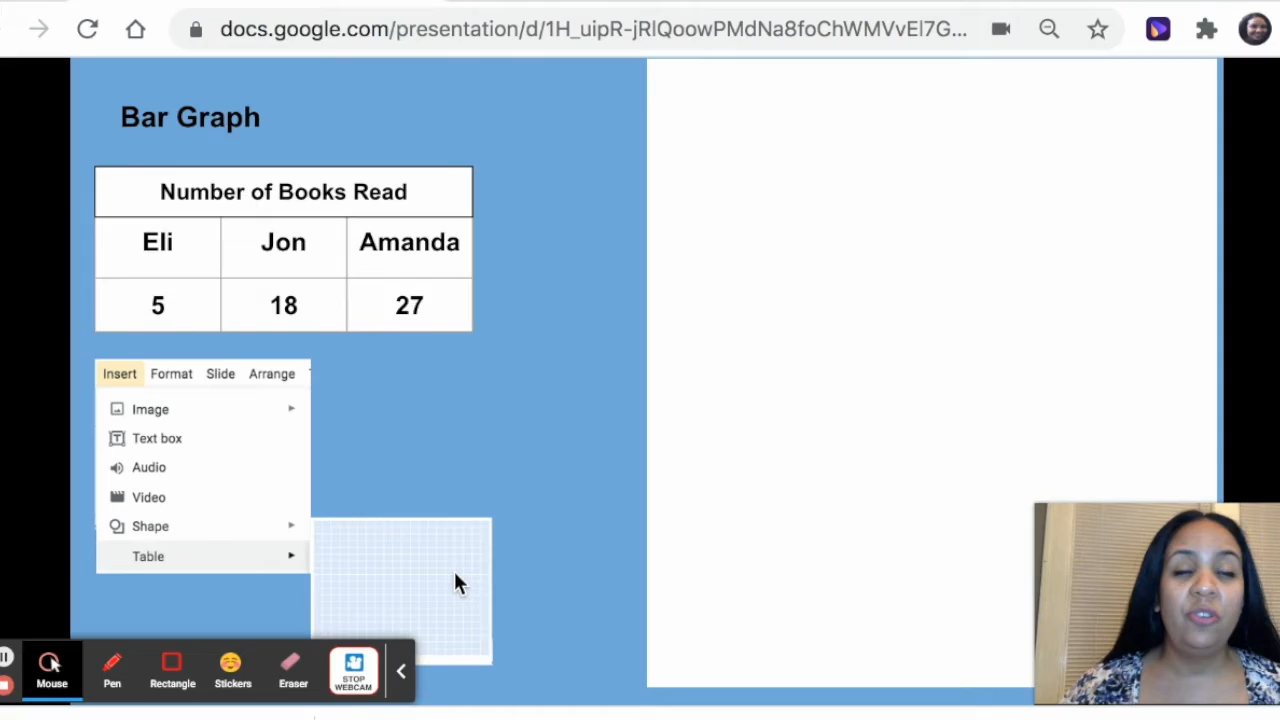 docs.google.com/presentation/d/1H_uipR-jRlQoowPMdNa8foChWMVvEl7G...
Bar Graph
Number of Books Read
Eli Jon Amanda
5 18 27
Insert Format Slide Arrange
Image
Text box
Audio
Video
Shape
Table
Mouse Pen Rectangle Stickers Eraser STOP WEBCAM